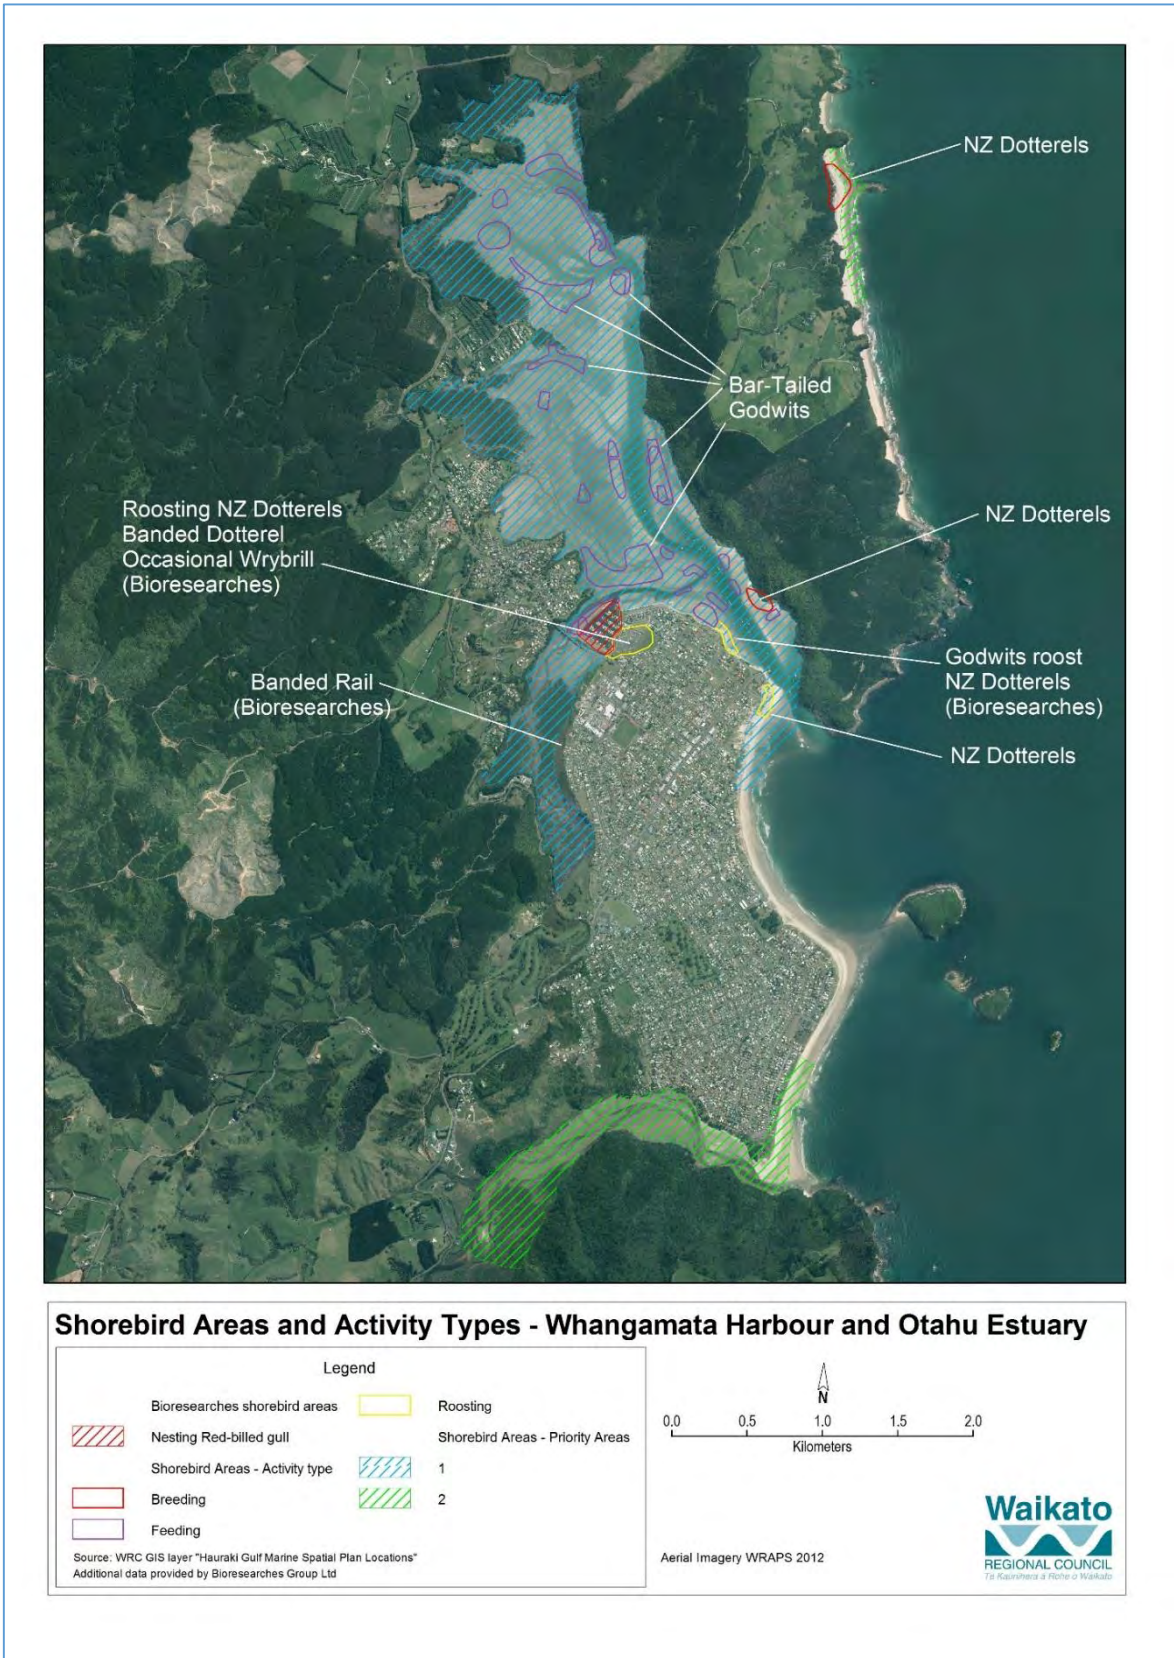 NZ Dotterels
Bar-Tailed
Godwits
Roosting NZ Dotterels
Banded Dotterel
Occasional Wrybrill
(Bioresearches)
NZ Dotterels
Banded Rail
(Bioresearches)
Godwits roost
NZ Dotterels
(Bioresearches)
NZ Dotterels
Shorebird Areas and Activity Types - Whangamata Harbour and Otahu Estuary
Legend
Bioresearches shorebird areas
Nesting Red-billed gull
Shorebird Areas - Activity type
Breeding
Feeding
Roosting
Shorebird Areas - Priority Areas
1
2
Source: WRC GIS layer "Hauraki Gulf Marine Spatial Plan Locations"
Additional data provided by Bioresearches Group Ltd
N
0.0 0.5 1.0 1.5 2.0
Kilometers
Aerial Imagery WRAPS 2012
Waikato
REGIONAL COUNCIL
Te Kaunihera ā Rohe o Waikato